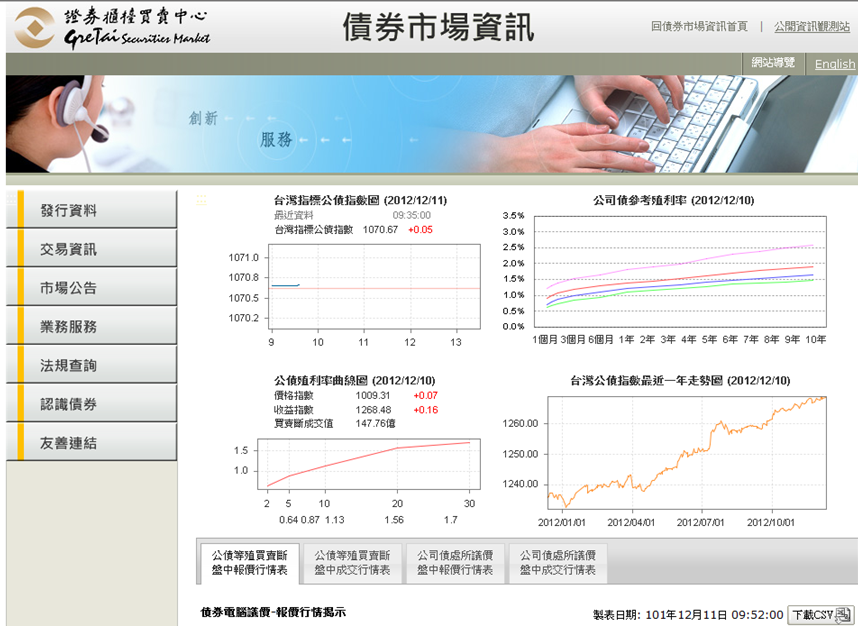 證券櫃檯買賣中心
GreTai Securities Market
債券市場資訊
回債券市場資訊首頁 | 公開資訊觀測站
網站導覽 English
創新
服務
發行資料
交易資訊
市場公告
業務服務
法規查詢
認識債券
友善連結
台灣指標公債指數圖 (2012/12/11)
最近資料 09:35:00
台灣指標公債指數 1070.67 +0.05
1071.0
1070.8
1070.5
1070.2
9 10 11 12 13
公司債參考殖利率 (2012/12/10)
3.5%
3.0%
2.5%
2.0%
1.5%
1.0%
0.5%
0.0%
1個月 3個月 6個月 1年 2年 3年 4年 5年 6年 7年 8年 9年 10年
公債殖利率曲線圖 (2012/12/10)
價格指數 1009.31 +0.07
收益指數 1268.48 +0.16
買賣斷成交值 147.76億
1.5
1.0
2 5 10 20 30
0.64 0.87 1.13 1.56 1.7
台灣公債指數最近一年走勢圖 (2012/12/10)
1260.00
1250.00
1240.00
2012/01/01 2012/04/01 2012/07/01 2012/10/01
公債等殖買賣斷
盤中報價行情表
公債等殖買賣斷
盤中成交行情表
公司債處所議價
盤中報價行情表
公司債處所議價
盤中成交行情表
債券電腦議價-報價行情揭示
製表日期: 101年12月11日 09:52:00 下載CSV